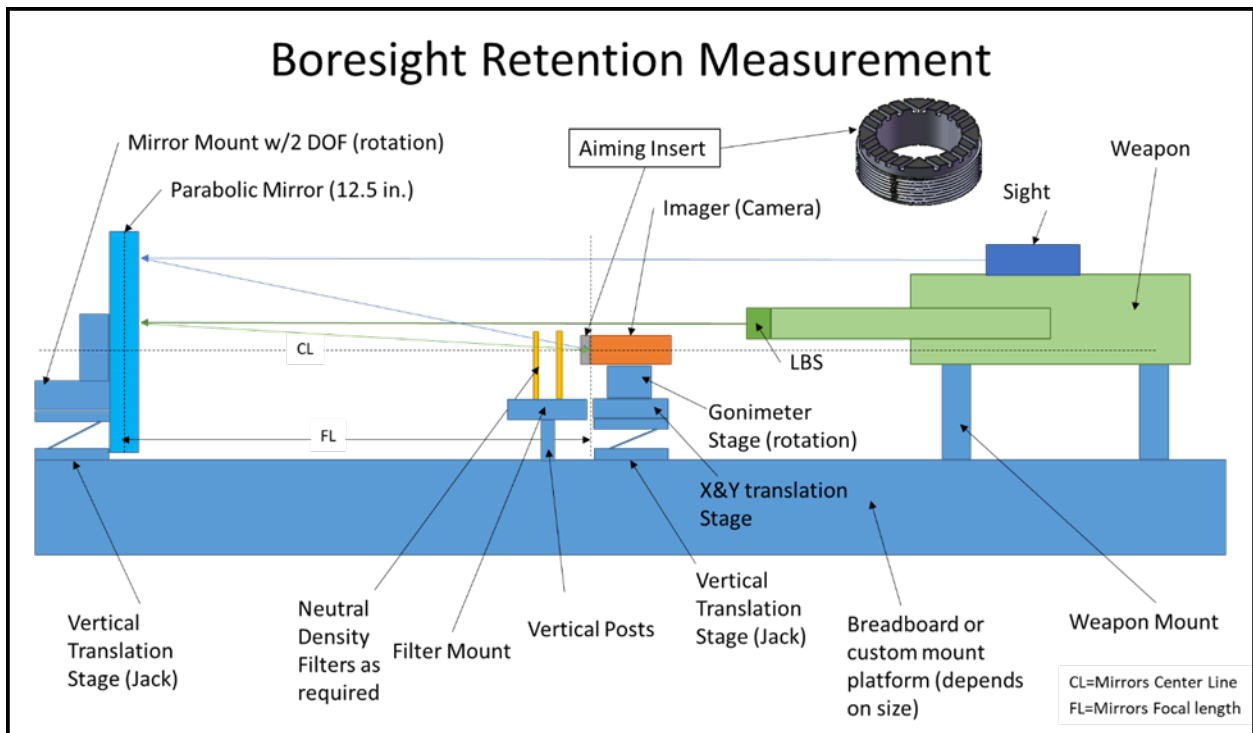 Boresight Retention Measurement
Mirror Mount w/2 DOF (rotation)
Parabolic Mirror (12.5 in.)
Aiming Insert
Imager (Camera)
Weapon
Sight
CL
LBS
FL
Gonimeter
Stage (rotation)
X&Y translation
Stage
Vertical
Translation
Stage (Jack)
Neutral
Density
Filters as
required
Filter Mount
Vertical Posts
Vertical
Translation
Stage (Jack)
Breadboard or
custom mount
platform (depends
on size)
Weapon Mount
CL=Mirrors Center Line
FL=Mirrors Focal length